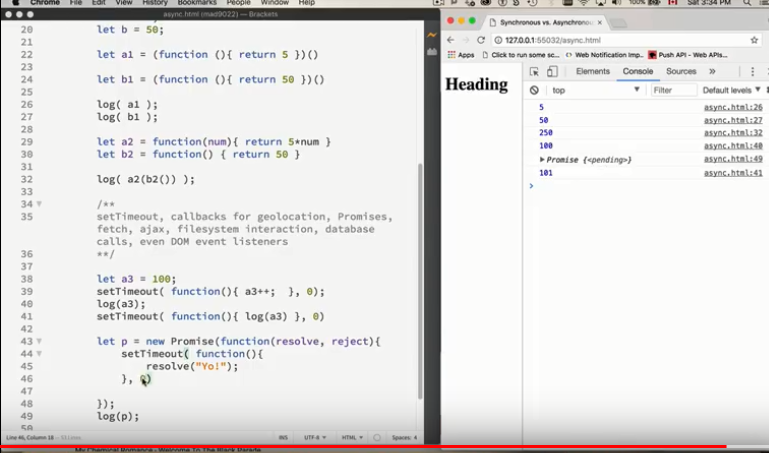 Chrome File Edit View History Bookmarks People Window Help
100%
Sat 3:34 PM
async.html (mad9022) — Brackets
20 let b = 50;
21
22 let a1 = (function (){ return 5 })()
23
24 let b1 = (function (){ return 50 })()
25
26 log( a1 );
27 log( b1 );
28
29 let a2 = function(num){ return 5*num }
30 let b2 = function() { return 50 }
31
32 log( a2(b2()) );
33
34 /**
35 setTimeout, callbacks for geolocation, Promises,
fetch, ajax, filesystem interaction, database
calls, even DOM event listeners
36 **/
37
38 let a3 = 100;
39 setTimeout( function(){ a3++; }, 0);
40 log(a3);
41 setTimeout( function(){ log(a3) }, 0)
42
43 let p = new Promise(function(resolve, reject){
44 setTimeout( function(){
45 resolve("Yo!");
46 }, )
47
48 });
49 log(p);
50
Line 46, Column 10 — 51 Lines
INS UTF-8 HTML Spaces: 4
My Chemical Romance - Welcome To The Black Parade
Synchronous vs. Asynchronou
127.0.0.1:55032/async.html
Apps Click to run some sc... Web Notification Imp.. Push API - Web APIs...
Heading
Elements Console Sources »
top Filter Default levels
5 async.html:26
50 async.html:27
250 async.html:32
100 async.html:40
Promise {<pending>} async.html:49
101 async.html:41